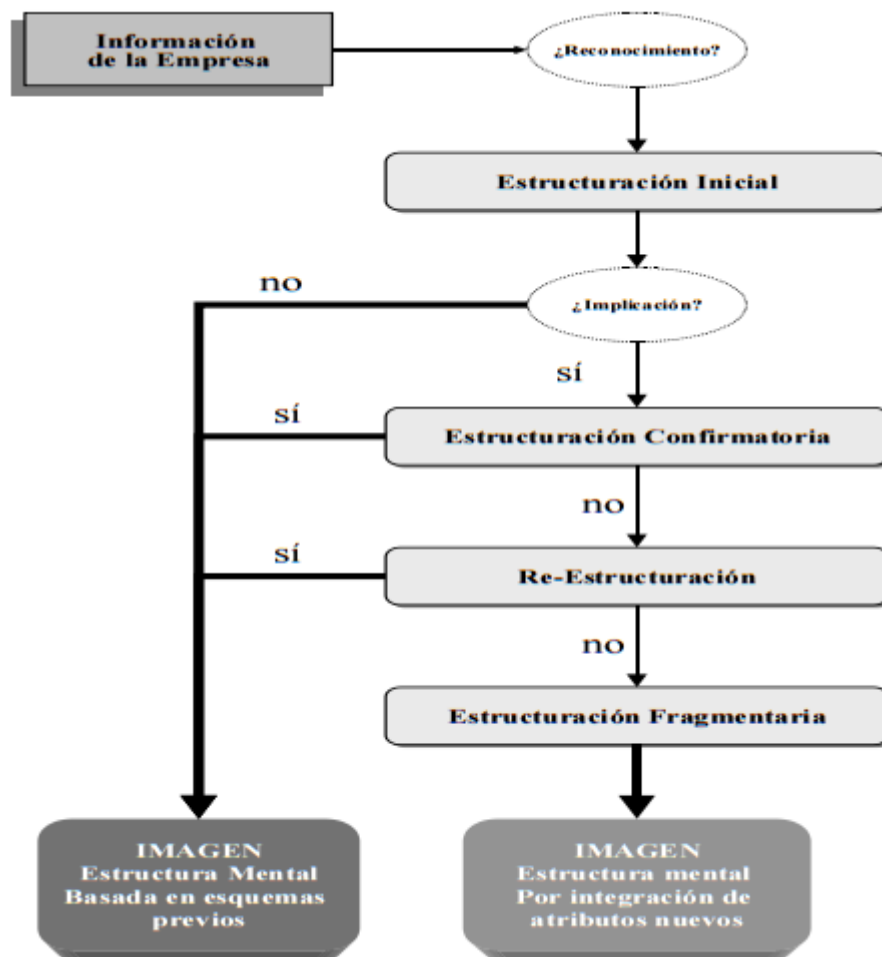 Información
de la Empresa
¿Reconocimiento?
Estructuración Inicial
no
¿Implicación?
sí
sí
Estructuración Confirmatoria
no
sí
Re-Estructuración
no
Estructuración Fragmentaria
IMAGEN
Estructura Mental
Basada en esquemas
previos
IMAGEN
Estructura mental
Por integración de
atributos nuevos